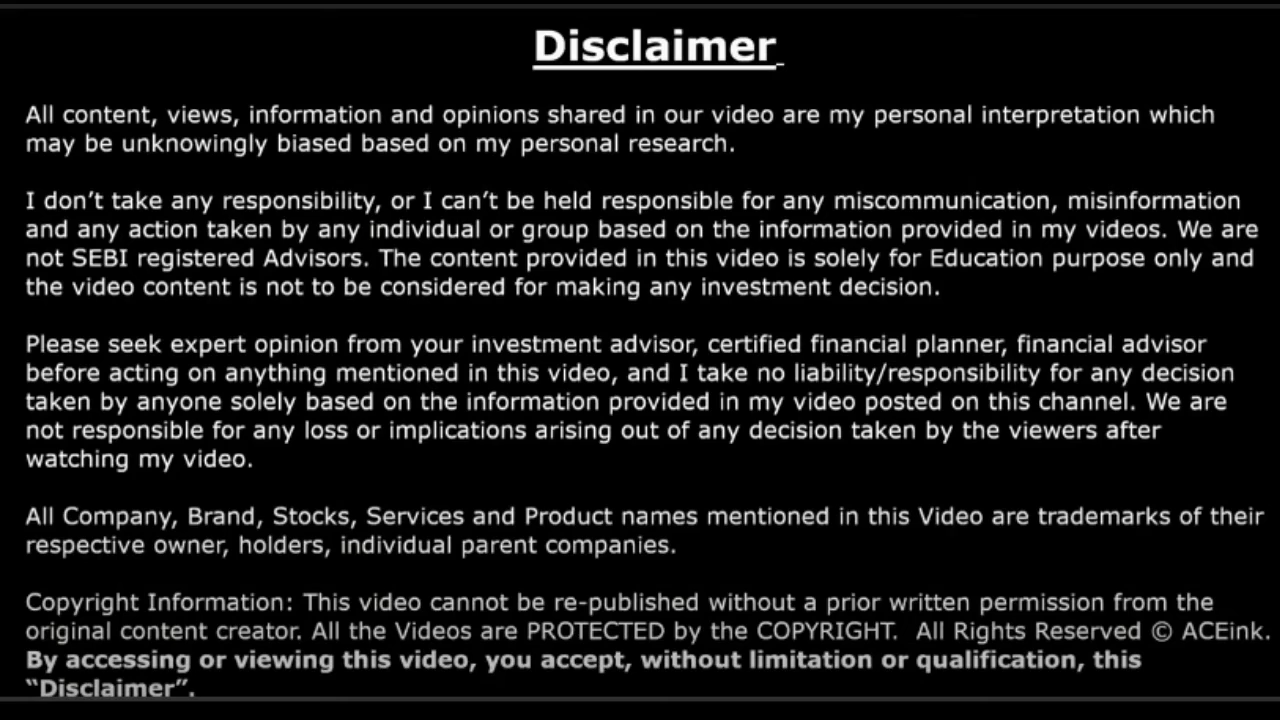 Disclaimer
All content, views, information and opinions shared in our video are my personal interpretation which
may be unknowingly biased based on my personal research.
I don’t take any responsibility, or I can’t be held responsible for any miscommunication, misinformation
and any action taken by any individual or group based on the information provided in my videos. We are
not SEBI registered Advisors. The content provided in this video is solely for Education purpose only and
the video content is not to be considered for making any investment decision.
Please seek expert opinion from your investment advisor, certified financial planner, financial advisor
before acting on anything mentioned in this video, and I take no liability/responsibility for any decision
taken by anyone solely based on the information provided in my video posted on this channel. We are
not responsible for any loss or implications arising out of any decision taken by the viewers after
watching my video.
All Company, Brand, Stocks, Services and Product names mentioned in this Video are trademarks of their
respective owner, holders, individual parent companies.
Copyright Information: This video cannot be re-published without a prior written permission from the
original content creator. All the Videos are PROTECTED by the COPYRIGHT.  All Rights Reserved © ACEink.
By accessing or viewing this video, you accept, without limitation or qualification, this
“Disclaimer”.